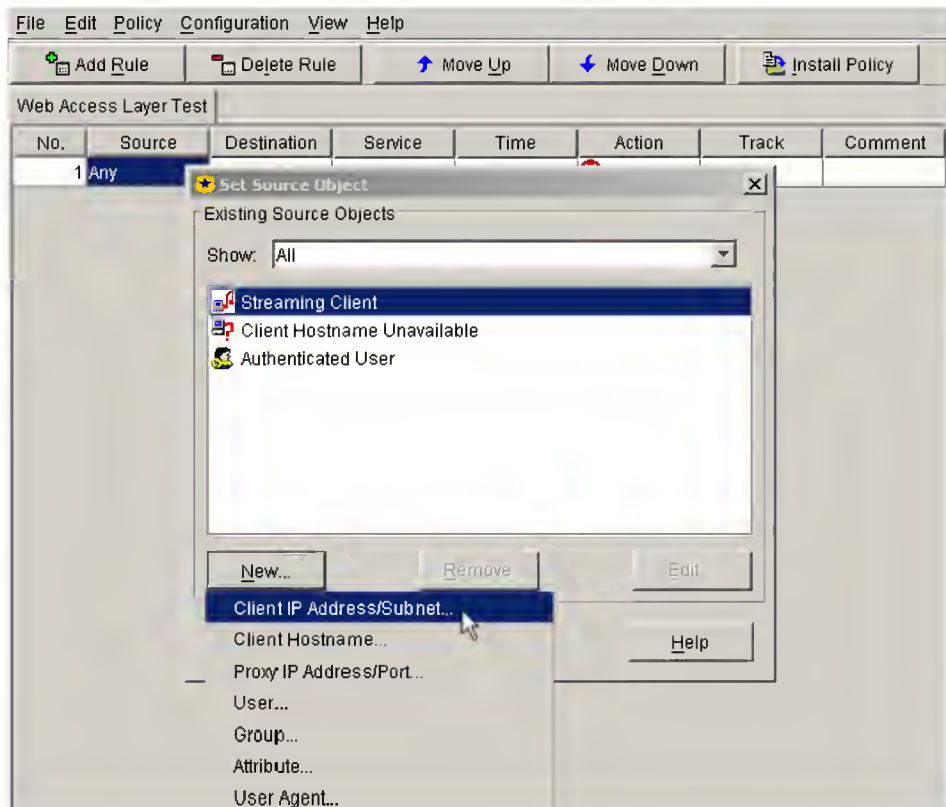 File Edit Policy Configuration View Help
Add Rule Delete Rule Move Up Move Down Install Policy
Web Access Layer Test
No. Source Destination Service Time Action Track Comment
1 Any
Set Source Object
Existing Source Objects
Show: All
Streaming Client
Client Hostname Unavailable
Authenticated User
New... Remove Edit
Client IP Address/Subnet...
Client Hostname...
Help
Proxy IP Address/Port...
User...
Group...
Attribute...
User Agent...